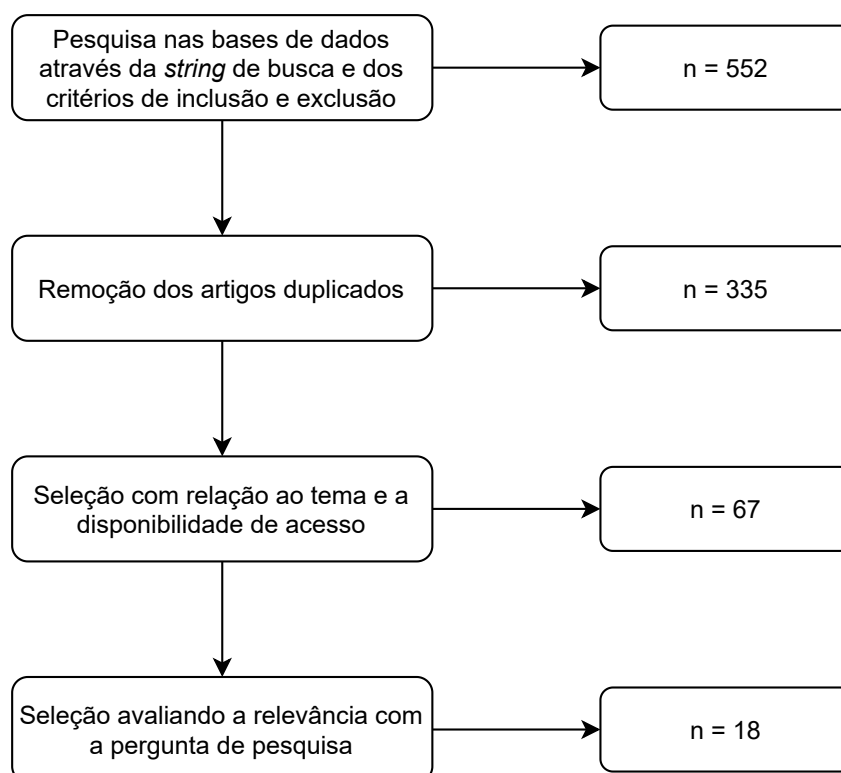 Pesquisa nas bases de dados
através da string de busca e dos
critérios de inclusão e exclusão
n = 552
Remoção dos artigos duplicados
n = 335
Seleção com relação ao tema e a
disponibilidade de acesso
n = 67
Seleção avaliando a relevância com
a pergunta de pesquisa
n = 18